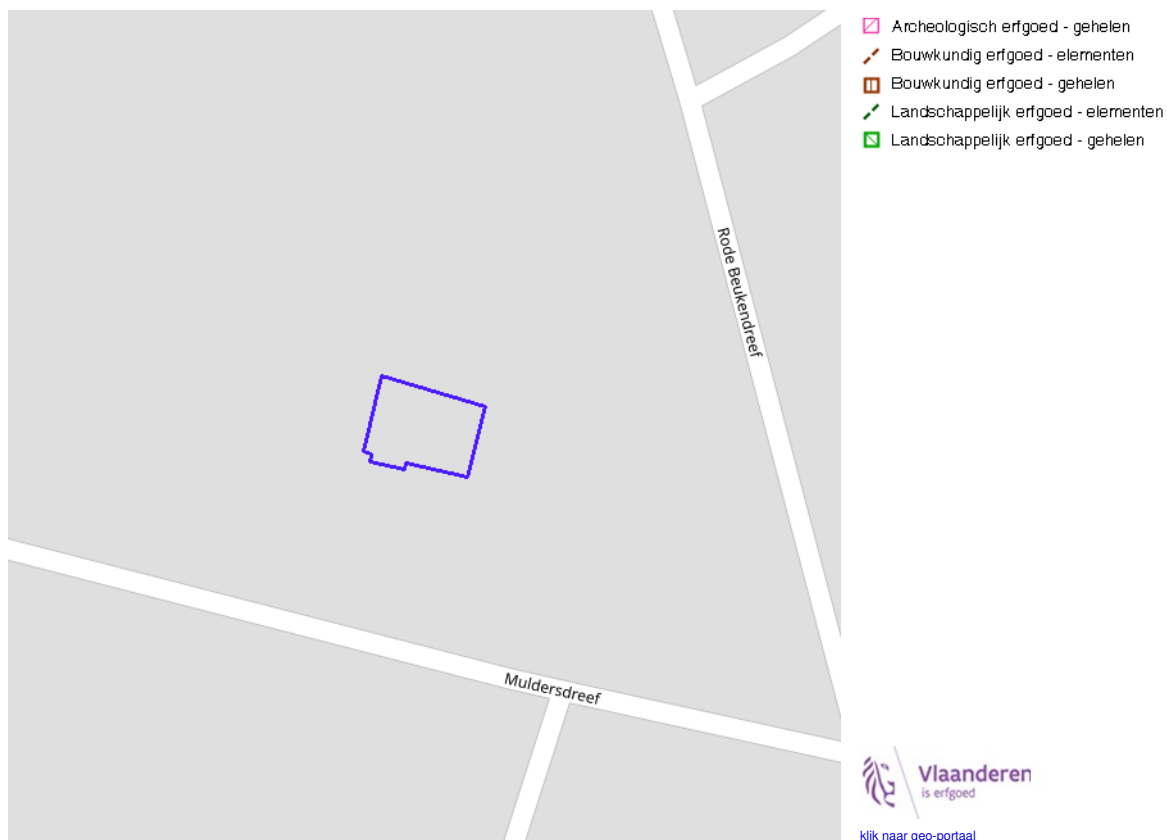 Archeologisch erfgoed - gehelen
Bouwkundig erfgoed - elementen
Bouwkundig erfgoed - gehelen
Landschappelijk erfgoed - elementen
Landschappelijk erfgoed - gehelen
Rode Beukendreef
Muldersdreef
Vlaanderen
is erfgoed
klik naar geo-portaal